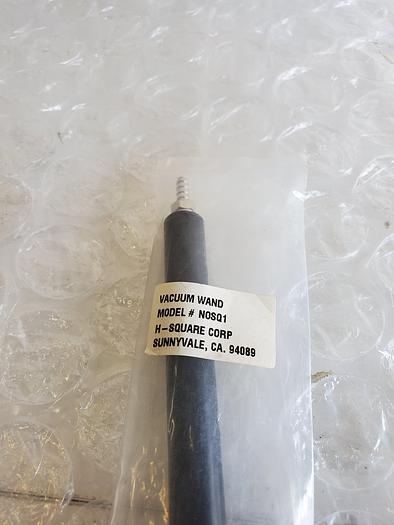 VACUUM WAND
MODEL # NOSQ1
H-SQUARE CORP
SUNNYVALE, CA. 94089